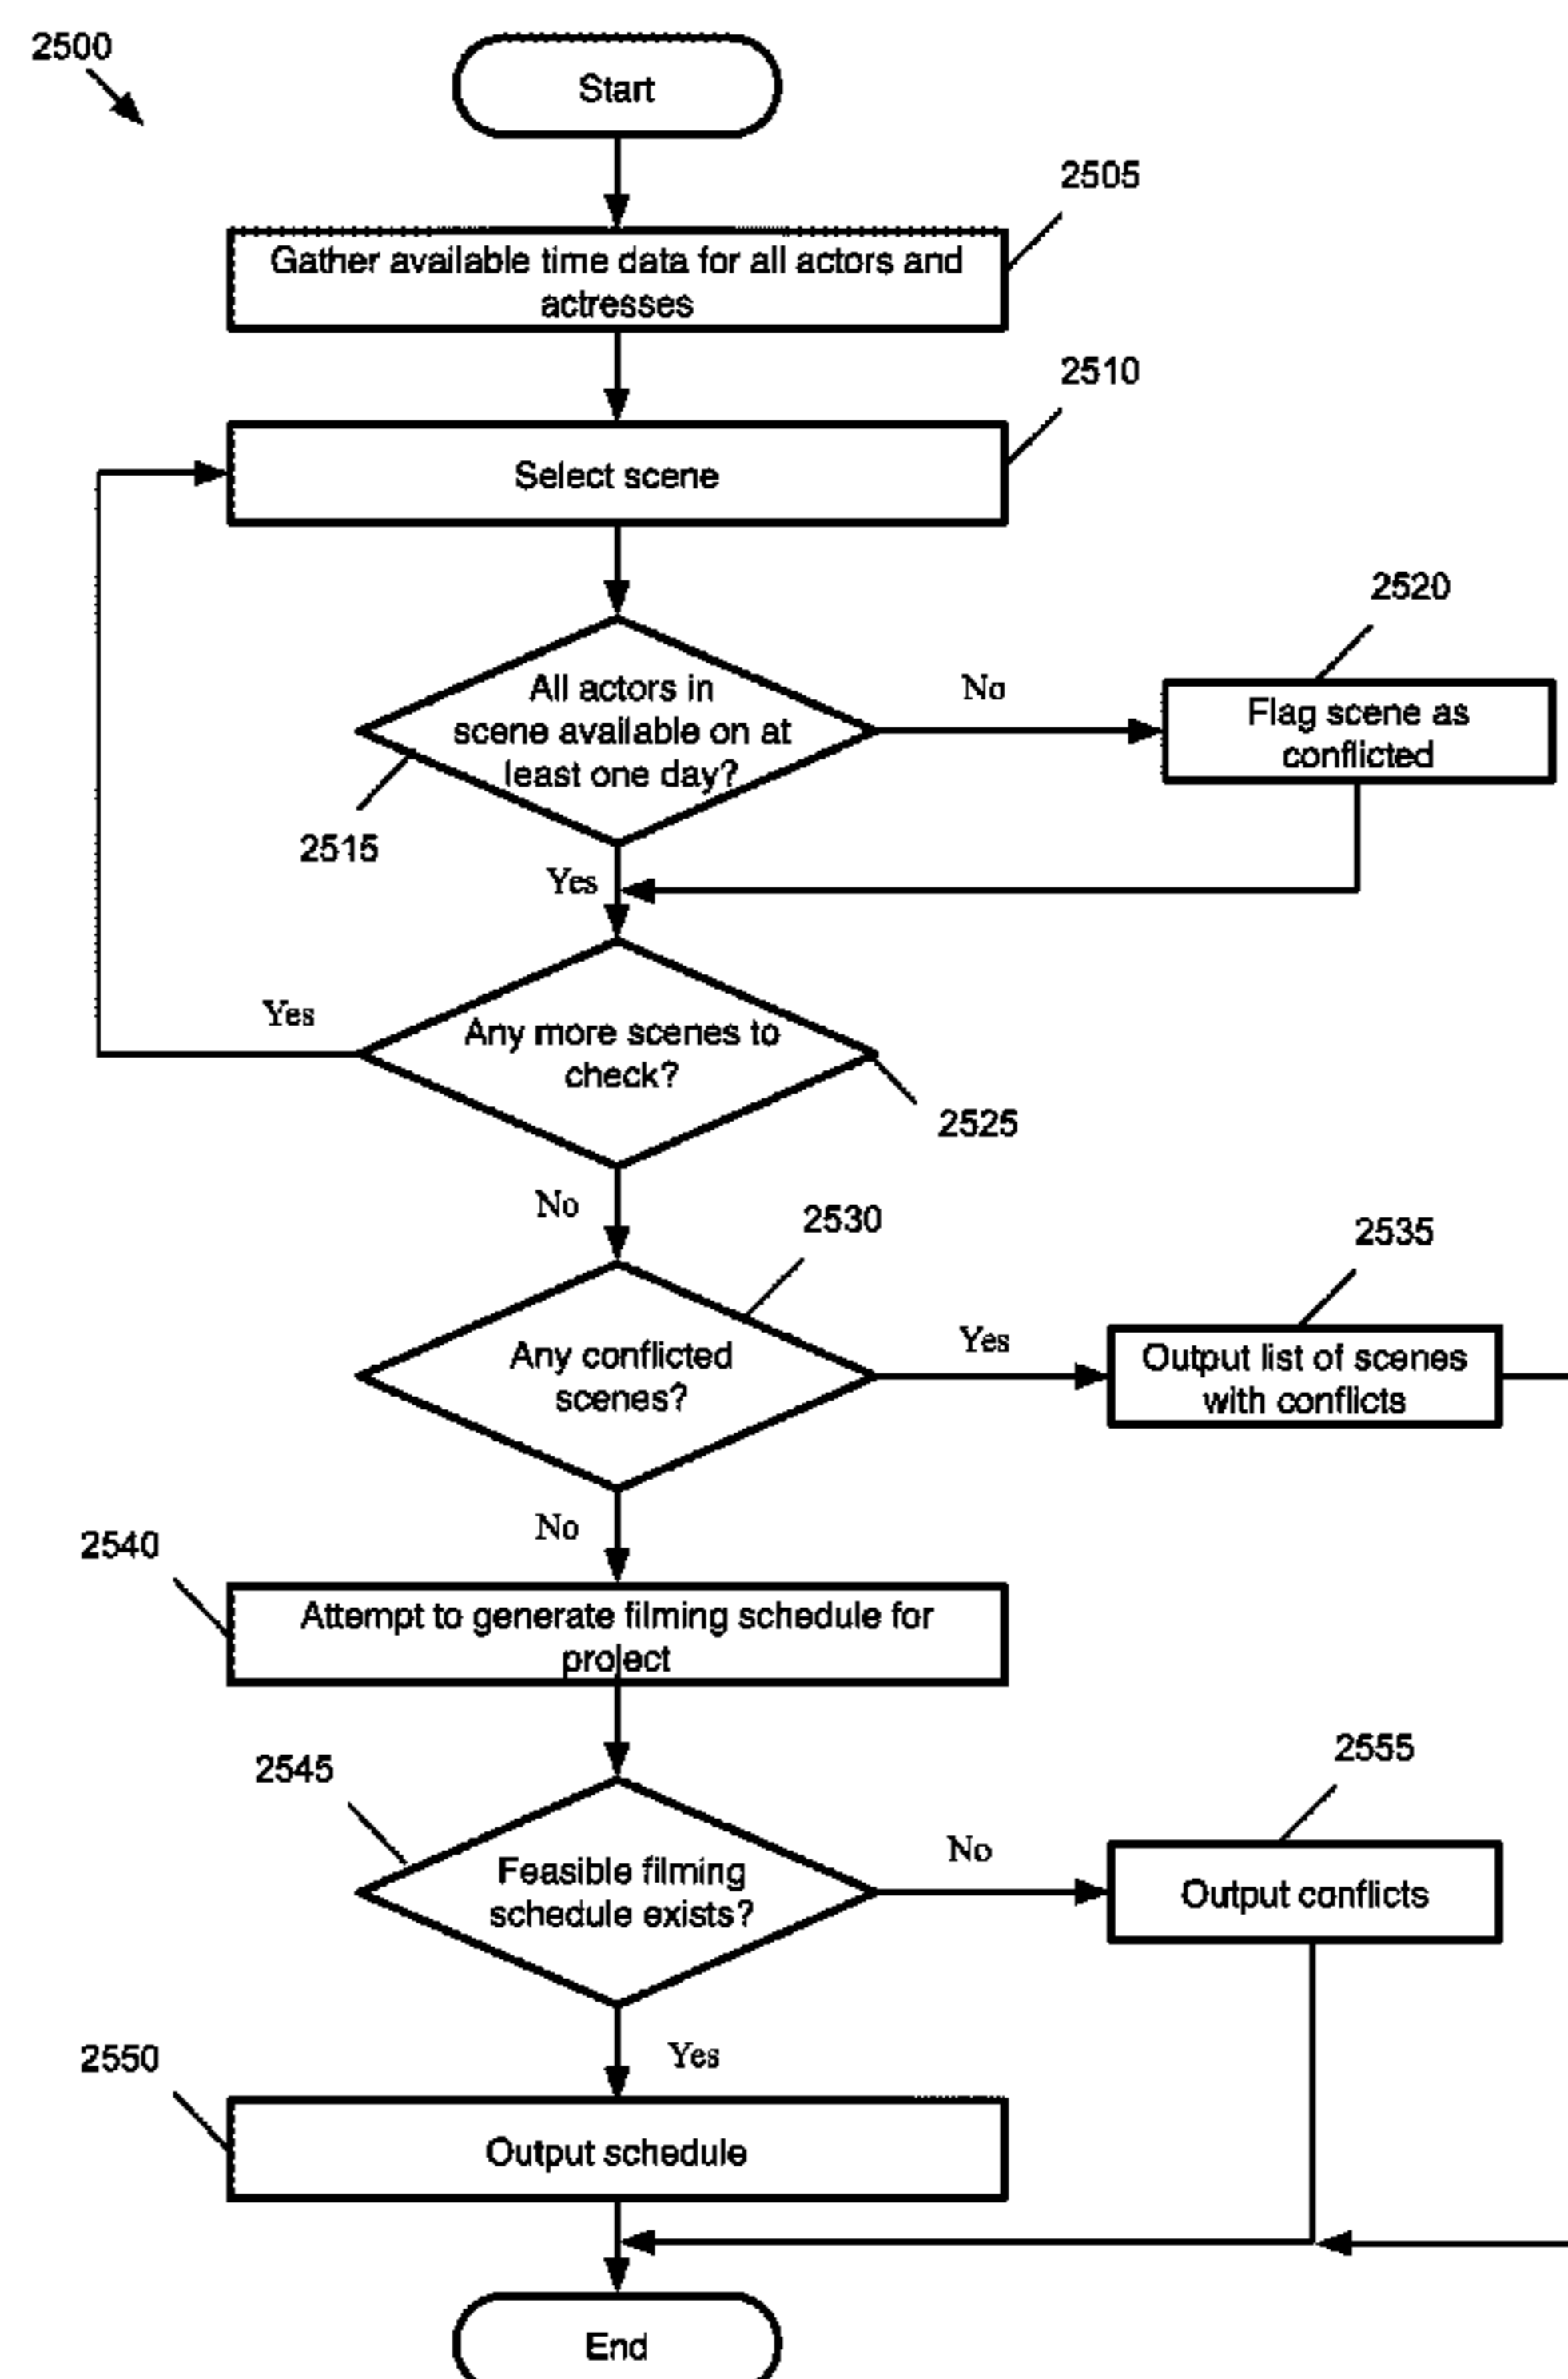 2500
Start
2505
Gather available time data for all actors and
actresses
2510
Select scene
2520
All actors in
scene available on at
least one day?
No
Flag scene as
conflicted
2515
Yes
Yes
Any more scenes to
check?
2525
No
2530
2535
Any conflicted
scenes?
Yes
Output list of scenes
with conflicts
No
2540
Attempt to generate filming schedule for
project
2545
2555
Feasible filming
schedule exists?
No
Output conflicts
2550
Yes
Output schedule
End